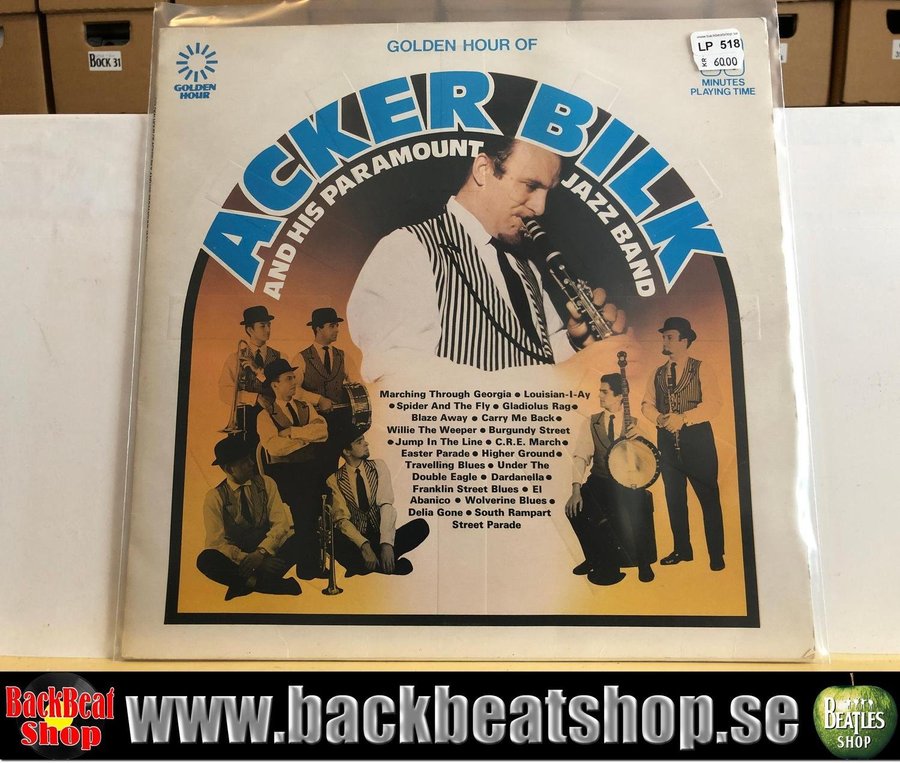 BOCK 31
GOLDEN HOUR
GOLDEN HOUR OF
www.backbeatshop.se
LP 518
KR 60.00
MINUTES
PLAYING TIME
ACKER BILK
AND HIS PARAMOUNT JAZZ BAND
Marching Through Georgia • Louisian-I-Ay
• Spider And The Fly • Gladiolus Rag •
Blaze Away • Carry Me Back •
Willie The Weeper • Burgundy Street
• Jump In The Line • C.R.E. March •
Easter Parade • Higher Ground •
Travelling Blues • Under The
Double Eagle • Dardanella •
Franklin Street Blues • El
Abanico • Wolverine Blues •
Delia Gone • South Rampart
Street Parade
BackBeat
Shop
www.backbeatshop.se
BEATLES
SHOP